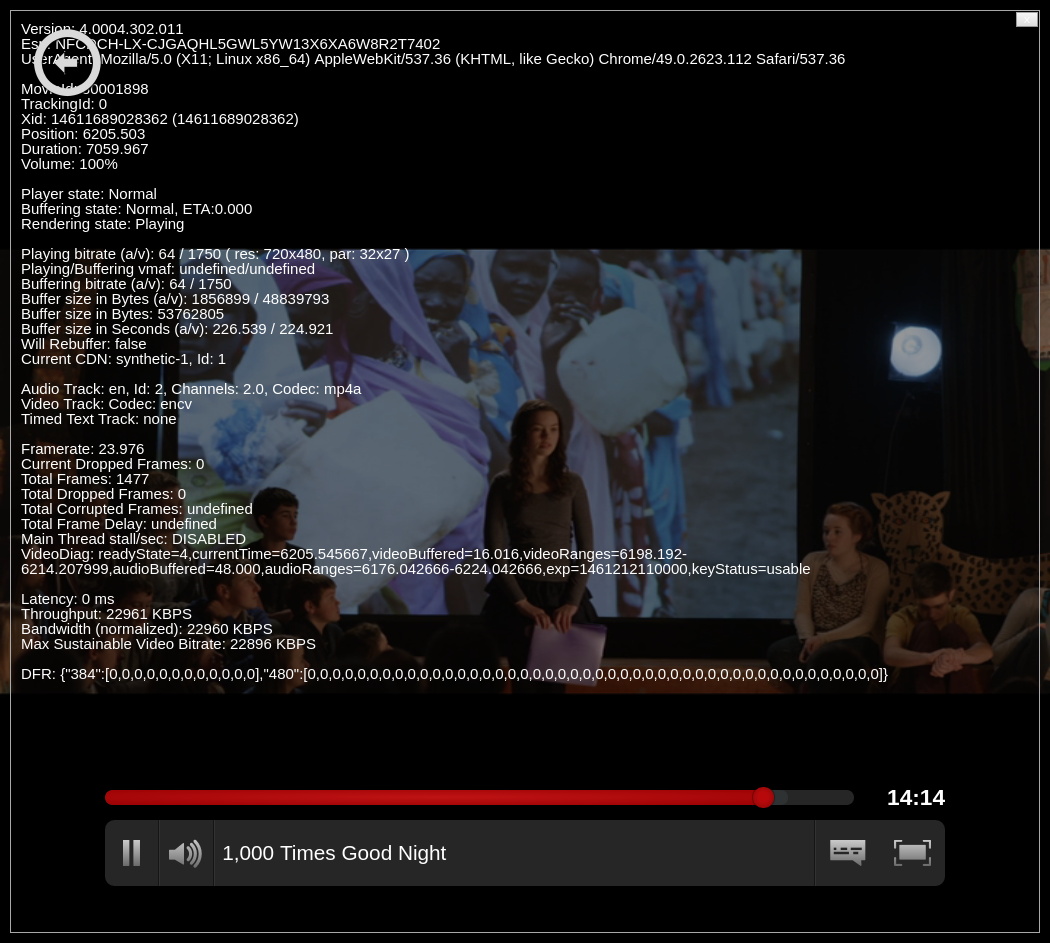 Version: 4.0004.302.011
Esn: NFCDCH-LX-CJGAQHL5GWL5YW13X6XA6W8R2T7402
UserAgent: Mozilla/5.0 (X11; Linux x86_64) AppleWebKit/537.36 (KHTML, like Gecko) Chrome/49.0.2623.112 Safari/537.36
MovieId: 80001898
TrackingId: 0
Xid: 14611689028362 (14611689028362)
Position: 6205.503
Duration: 7059.967
Volume: 100%
Player state: Normal
Buffering state: Normal, ETA:0.000
Rendering state: Playing
Playing bitrate (a/v): 64 / 1750 ( res: 720x480, par: 32x27 )
Playing/Buffering vmaf: undefined/undefined
Buffering bitrate (a/v): 64 / 1750
Buffer size in Bytes (a/v): 1856899 / 48839793
Buffer size in Bytes: 53762805
Buffer size in Seconds (a/v): 226.539 / 224.921
Will Rebuffer: false
Current CDN: synthetic-1, Id: 1
Audio Track: en, Id: 2, Channels: 2.0, Codec: mp4a
Video Track: Codec: encv
Timed Text Track: none
Framerate: 23.976
Current Dropped Frames: 0
Total Frames: 1477
Total Dropped Frames: 0
Total Corrupted Frames: undefined
Total Frame Delay: undefined
Main Thread stall/sec: DISABLED
VideoDiag: readyState=4,currentTime=6205.545667,videoBuffered=16.016,videoRanges=6198.192-
6214.207999,audioBuffered=48.000,audioRanges=6176.042666-6224.042666,exp=1461212110000,keyStatus=usable
Latency: 0 ms
Throughput: 22961 KBPS
Bandwidth (normalized): 22960 KBPS
Max Sustainable Video Bitrate: 22896 KBPS
DFR: {"384":[0,0,0,0,0,0,0,0,0,0,0,0],"480":[0,0,0,0,0,0,0,0,0,0,0,0,0,0,0,0,0,0,0,0,0,0,0,0,0,0,0,0,0,0,0,0,0,0,0,0,0,0,0,0,0,0,0,0,0,0]}
14:14
1,000 Times Good Night